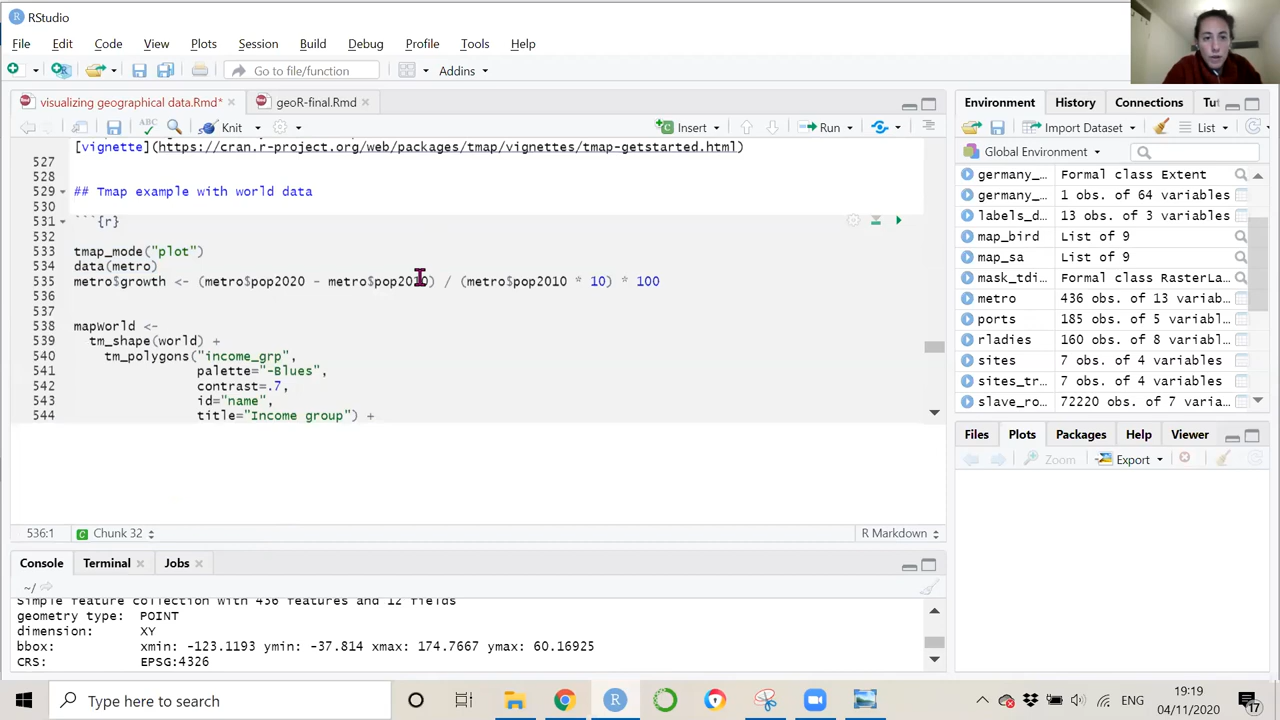 RStudio
File Edit Code View Plots Session Build Debug Profile Tools Help
Go to file/function Addins
visualizing geographical data.Rmd* geoR-final.Rmd
ABC Knit Insert Run
527 [vignette](https://cran.r-project.org/web/packages/tmap/vignettes/tmap-getstarted.html)
528
529 ## Tmap example with world data
530
531 ```{r}
532
533 tmap_mode("plot")
534 data(metro)
535 metro$growth <- (metro$pop2020 - metro$pop2010) / (metro$pop2010 * 10) * 100
536
537
538 mapWorld <-
539 tm_shape(world) +
540 tm_polygons("income_grp",
541 palette="-Blues",
542 contrast=.7,
543 id="name",
544 title="Income group") +
536:1 C Chunk 32 R Markdown
Console Terminal Jobs
~/
Simple feature collection with 436 features and 12 fields
geometry type: POINT
dimension: XY
bbox: xmin: -123.1193 ymin: -37.814 xmax: 174.7667 ymax: 60.16925
CRS: EPSG:4326
Environment History Connections Tu
Import Dataset List
Global Environment
germany_… Formal class Extent
germany_… 1 obs. of 64 variables
labels_d… 13 obs. of 3 variables
map_bird List of 9
map_sa List of 9
mask_tdi… Formal class RasterLa…
metro 436 obs. of 13 variab…
ports 185 obs. of 5 variabl…
rladies 160 obs. of 8 variabl…
sites 7 obs. of 4 variables
sites_tr… 7 obs. of 4 variables
slave_ro… 72220 obs. of 7 varia…
Files Plots Packages Help Viewer
Zoom Export
Type here to search
ENG 19:19 04/11/2020 17